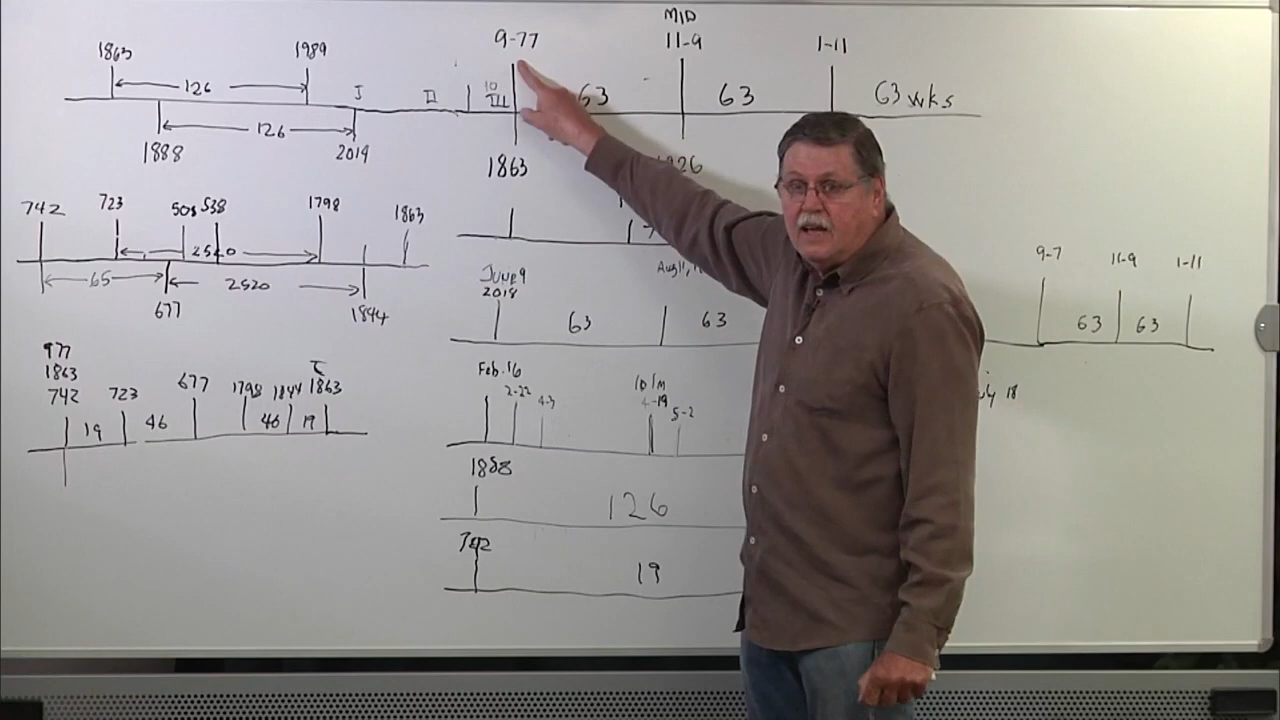 1863 1989
126
I II III
10
126
1888 2019
MID
9-77 11-9 1-11
63 63 63 wks
1863
742 723 508 538 1798 1863
2520
65 2520
677 1844
977
1863 1863
742 723 677 1798 1844
19 46 46 19
June 9
2018
63 63
9-7 11-9 1-11
63 63
18
Feb. 16
2-22 4-3
4-19
5-2
1858
126
742
19